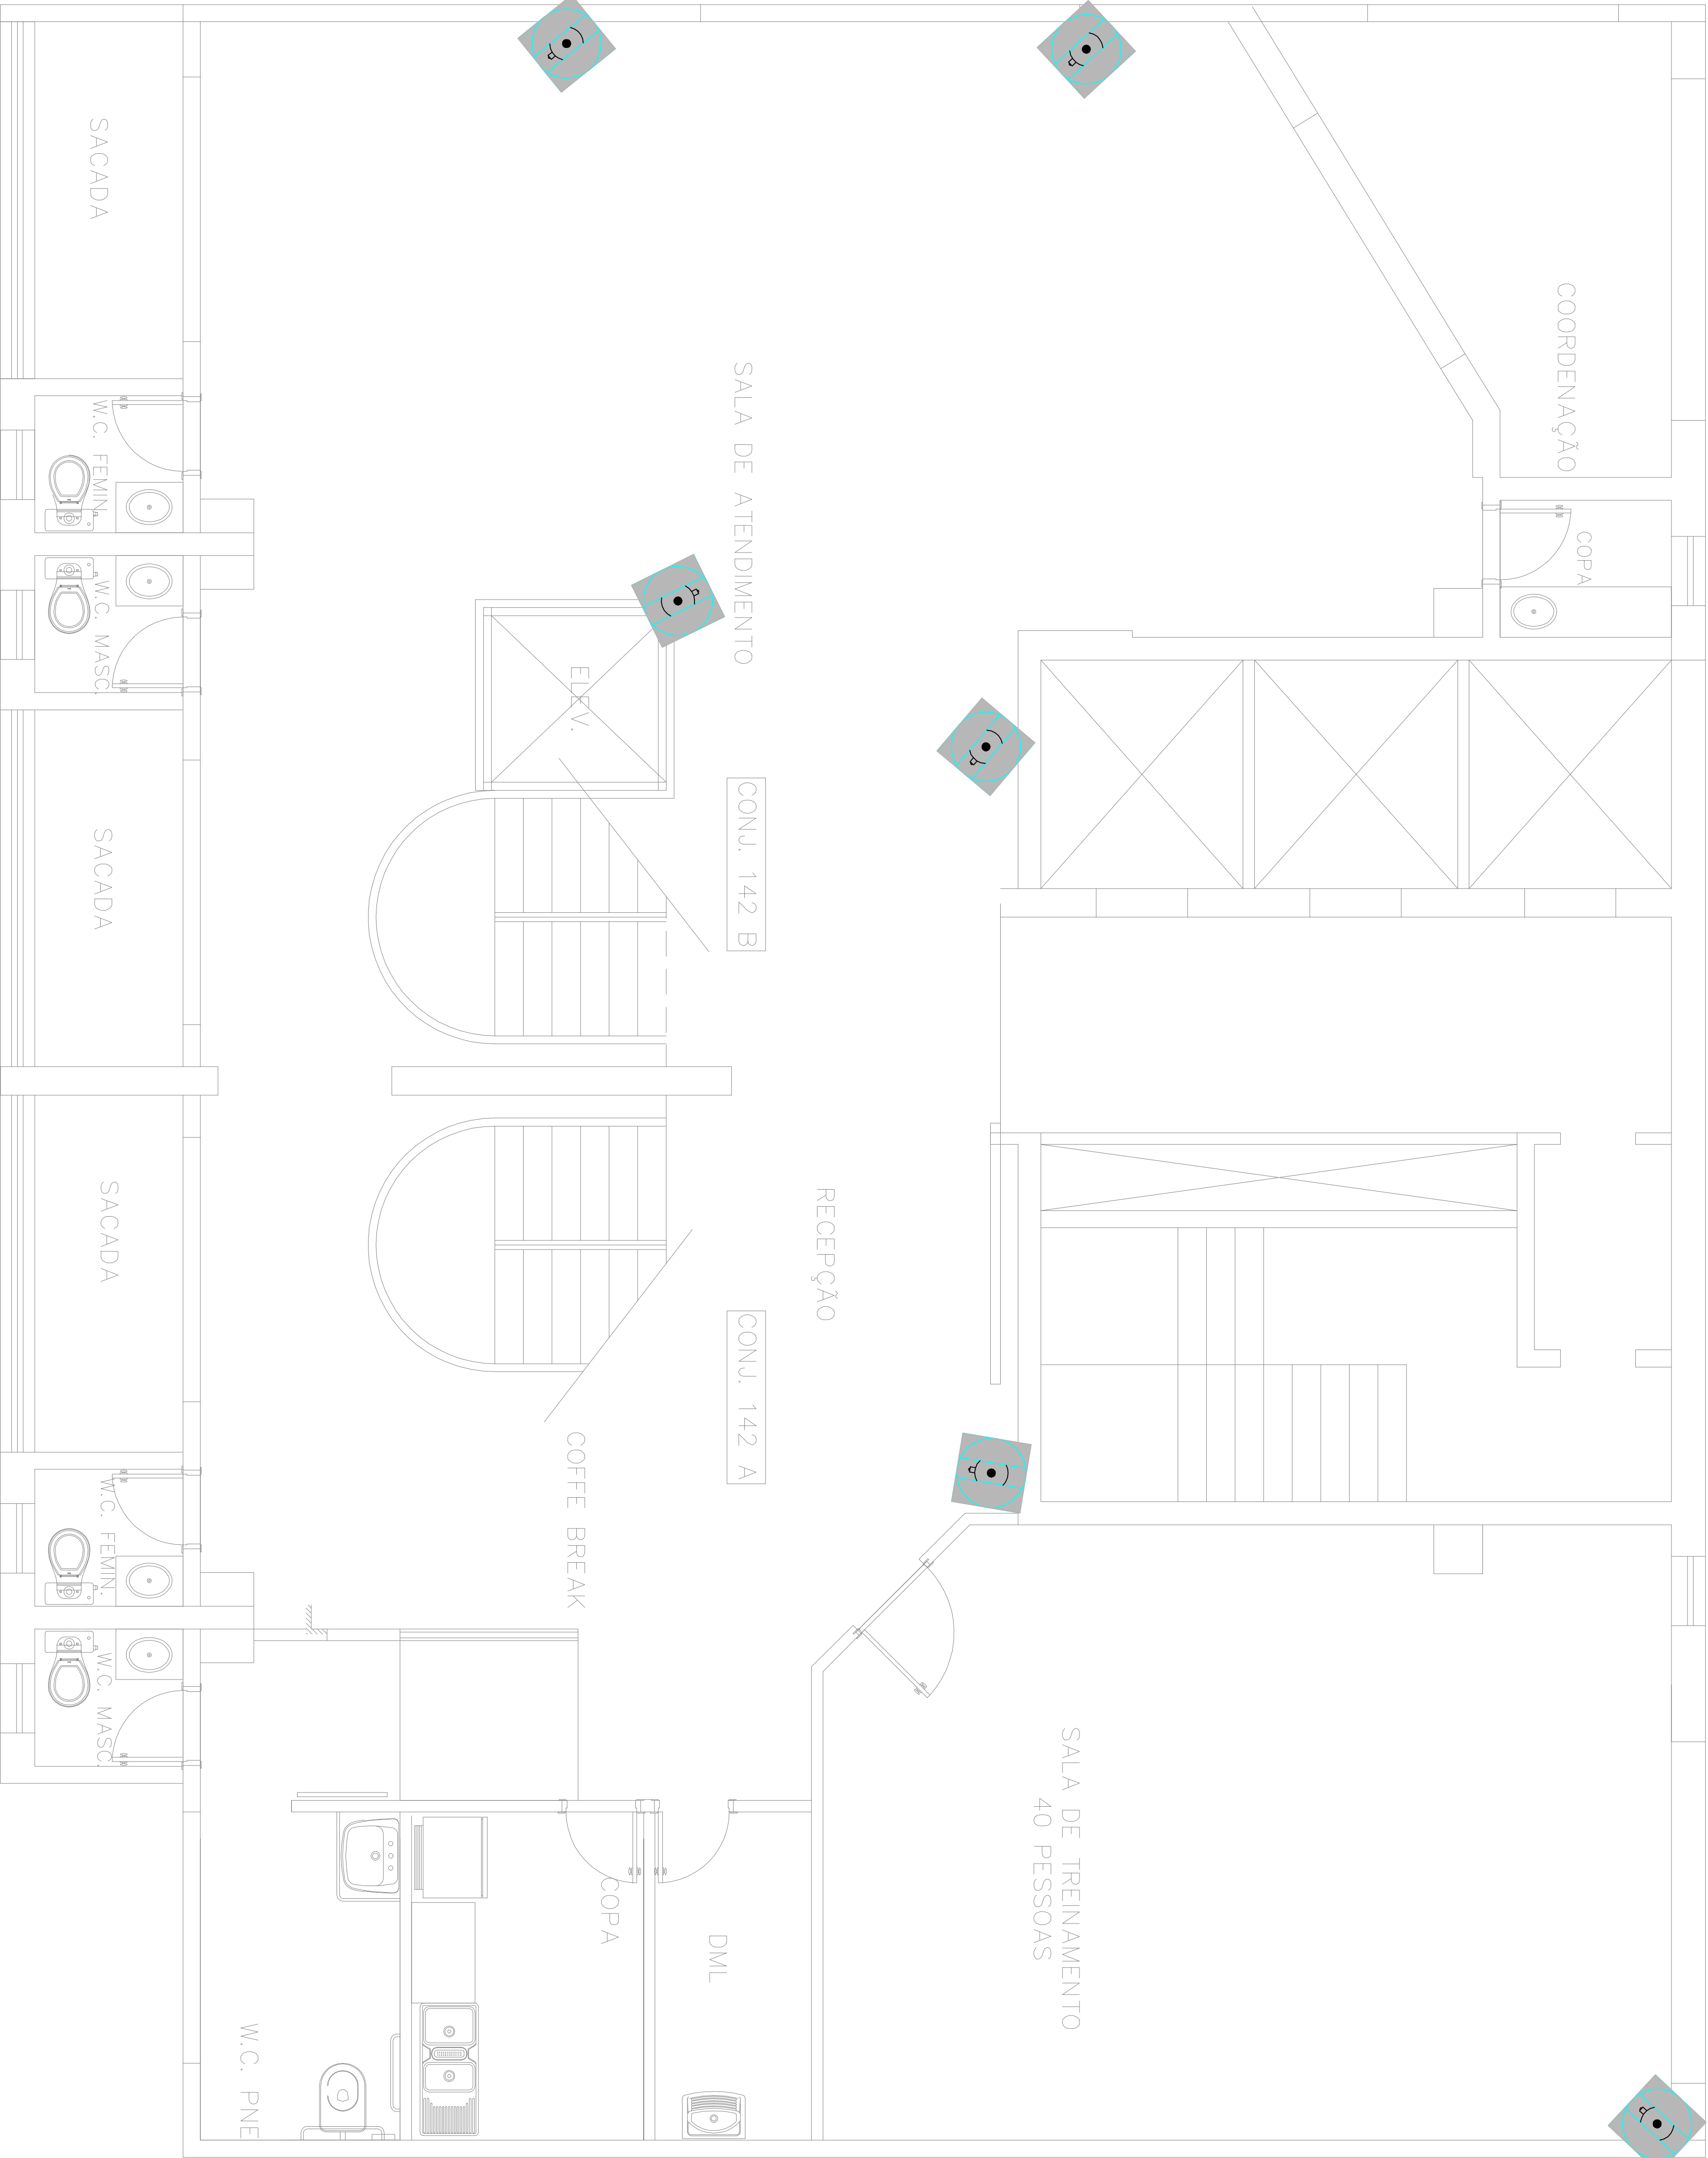 SACADA
COORDENAÇÃO
SALA DE ATENDIMENTO
W.C. FEMIN.
COPA
W.C. MASC.
ELEV.
CONJ. 142 B
SACADA
SACADA
RECEPÇÃO
CONJ. 142 A
COFFE BREAK
W.C. FEMIN.
W.C. MASC.
SALA DE TREINAMENTO
40 PESSOAS
COPA
DML
W.C. PNE